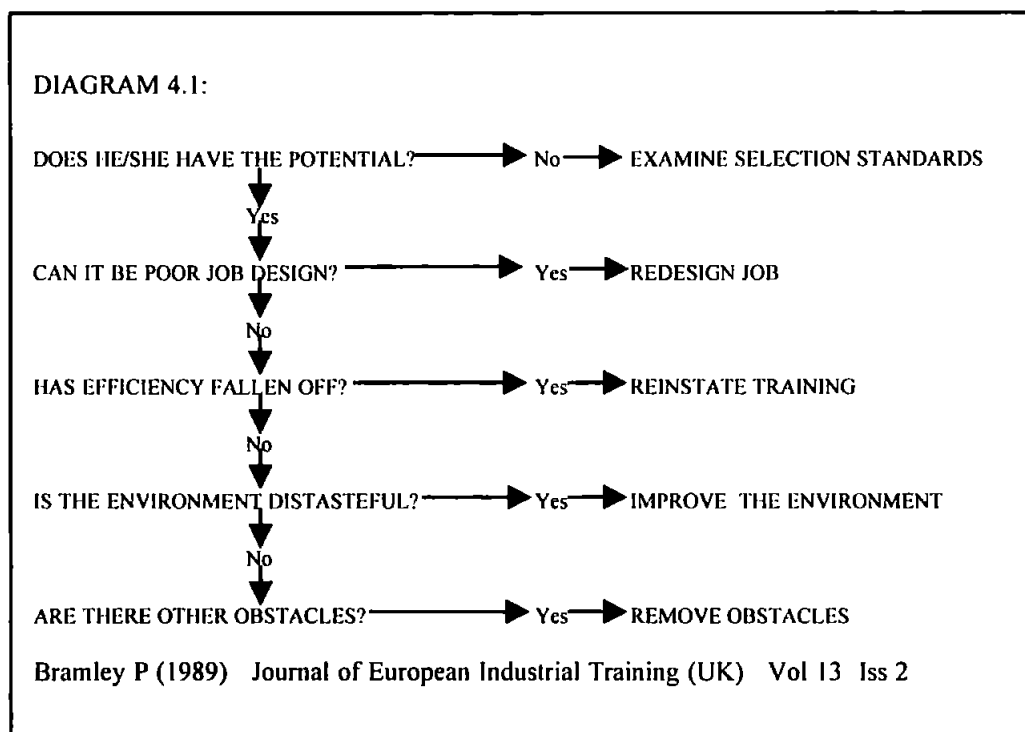 DIAGRAM 4.1:
DOES HE/SHE HAVE THE POTENTIAL? No EXAMINE SELECTION STANDARDS
Yes
CAN IT BE POOR JOB DESIGN? Yes REDESIGN JOB
No
HAS EFFICIENCY FALLEN OFF? Yes REINSTATE TRAINING
No
IS THE ENVIRONMENT DISTASTEFUL? Yes IMPROVE THE ENVIRONMENT
No
ARE THERE OTHER OBSTACLES? Yes REMOVE OBSTACLES
Bramley P (1989) Journal of European Industrial Training (UK) Vol 13 Iss 2